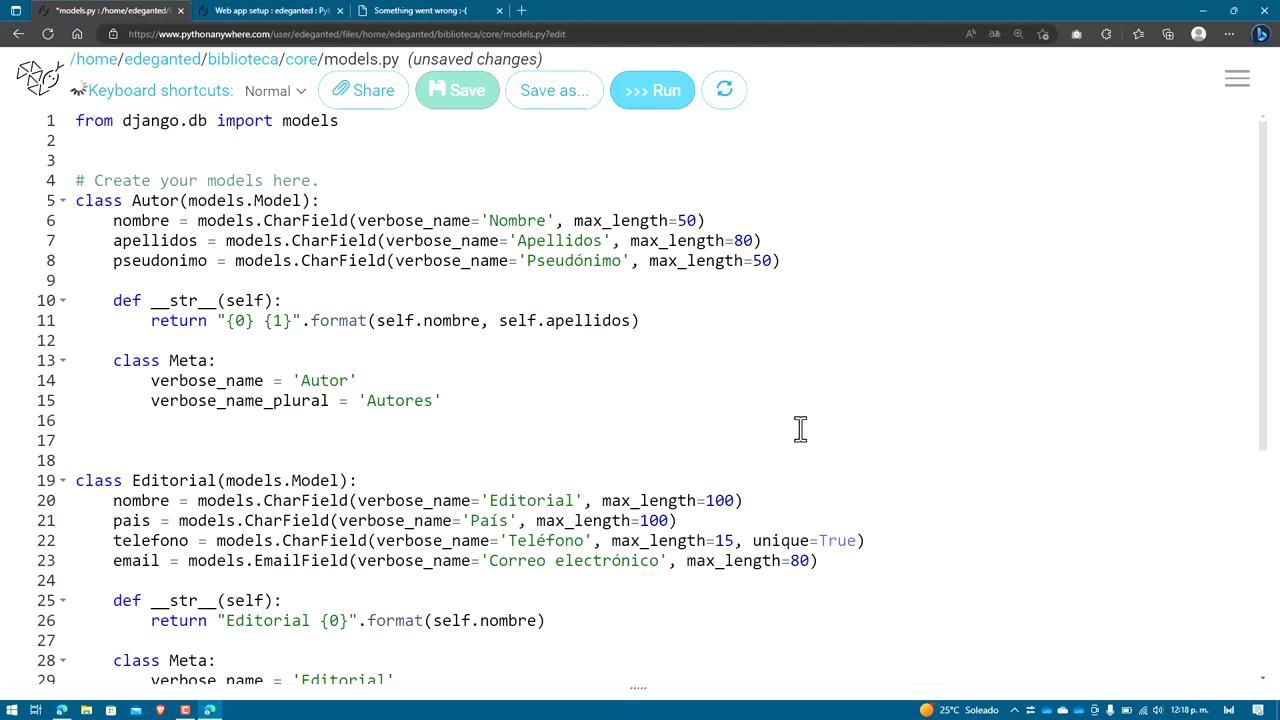 *models.py : /home/edeganted/
Web app setup : edeganted : Pyt
Something went wrong :-(
https://www.pythonanywhere.com/user/edeganted/files/home/edeganted/biblioteca/core/models.py?edit
/home/edeganted/biblioteca/core/models.py (unsaved changes)
Keyboard shortcuts: Normal Share Save Save as... >>> Run
1 from django.db import models
2
3
4 # Create your models here.
5 class Autor(models.Model):
6 nombre = models.CharField(verbose_name='Nombre', max_length=50)
7 apellidos = models.CharField(verbose_name='Apellidos', max_length=80)
8 pseudonimo = models.CharField(verbose_name='Pseudónimo', max_length=50)
9
10 def __str__(self):
11 return "{0} {1}".format(self.nombre, self.apellidos)
12
13 class Meta:
14 verbose_name = 'Autor'
15 verbose_name_plural = 'Autores'
16
17
18
19 class Editorial(models.Model):
20 nombre = models.CharField(verbose_name='Editorial', max_length=100)
21 pais = models.CharField(verbose_name='País', max_length=100)
22 telefono = models.CharField(verbose_name='Teléfono', max_length=15, unique=True)
23 email = models.EmailField(verbose_name='Correo electrónico', max_length=80)
24
25 def __str__(self):
26 return "Editorial {0}".format(self.nombre)
27
28 class Meta:
29 verbose_name = 'Editorial'
25°C Soleado 12:18 p. m.